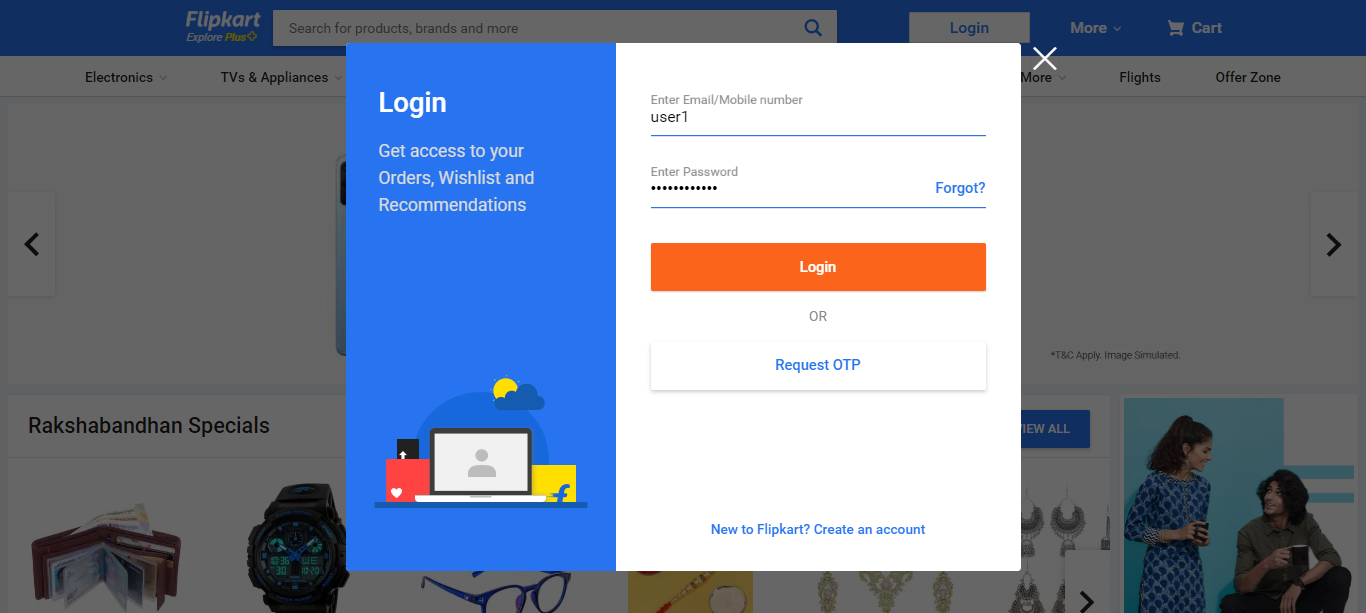 Flipkart
Explore Plus
Search for products, brands and more
Login
More
Cart
Electronics
TVs & Appliances
More
Flights
Offer Zone
Login
Get access to your
Orders, Wishlist and
Recommendations
Enter Email/Mobile number
user1
Enter Password
••••••••••••
Forgot?
Login
OR
Request OTP
New to Flipkart? Create an account
*T&C Apply. Image Simulated.
Rakshabandhan Specials
VIEW ALL